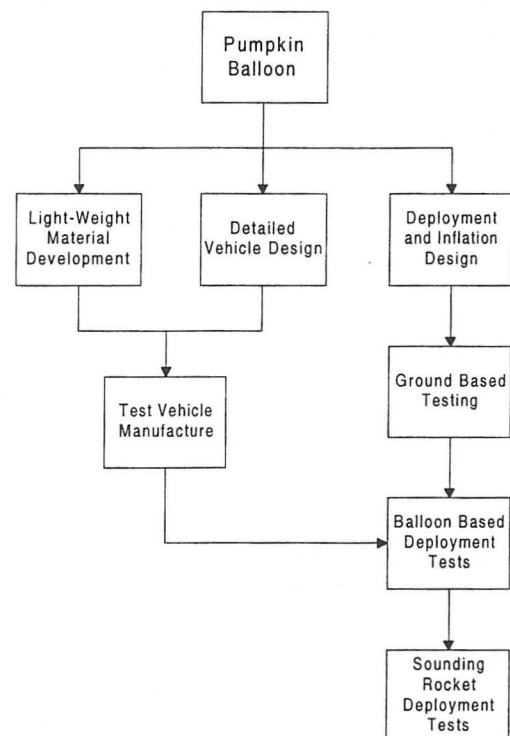 Pumpkin
Balloon
Light-Weight
Material
Development
Detailed
Vehicle Design
Deployment
and Inflation
Design
Test Vehicle
Manufacture
Ground Based
Testing
Balloon Based
Deployment
Tests
Sounding
Rocket
Deployment
Tests